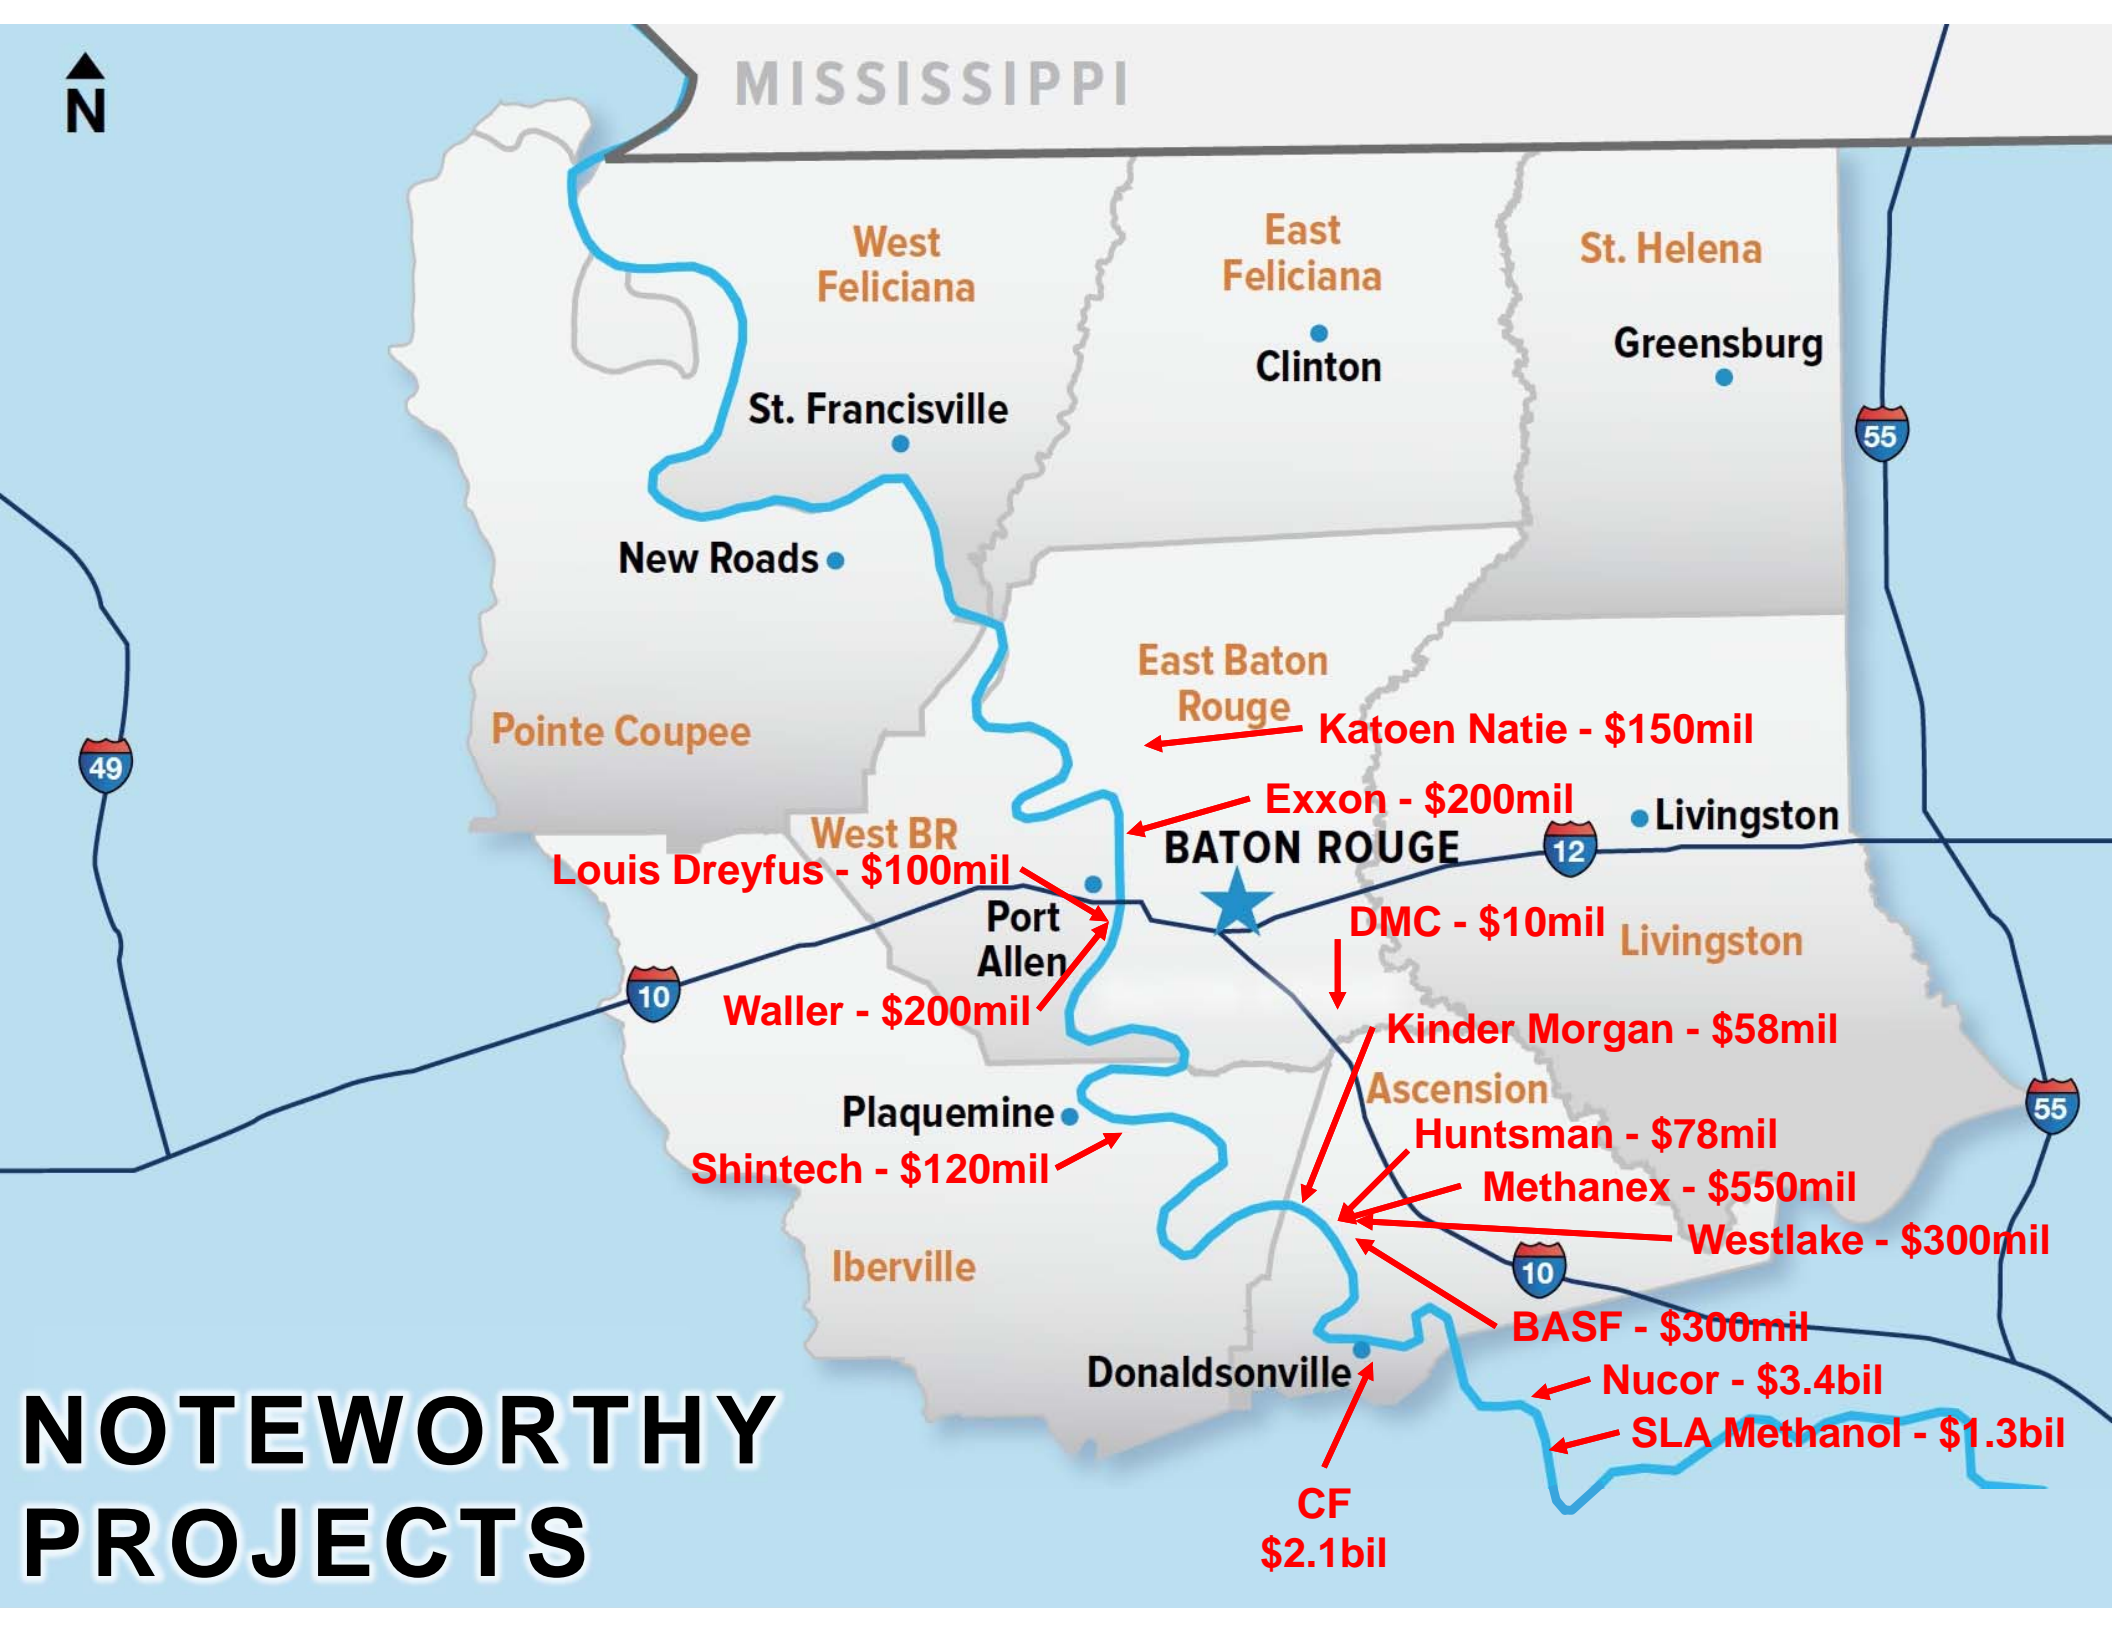 N
MISSISSIPPI
West
Feliciana
East
Feliciana
St. Helena
Clinton
Greensburg
St. Francisville
55
New Roads
East Baton
Rouge
Pointe Coupee
Katoen Natie - $150mil
49
Exxon - $200mil
Livingston
West BR
BATON ROUGE
12
Louis Dreyfus - $100mil
Port
Allen
DMC - $10mil
Livingston
10
Waller - $200mil
Kinder Morgan - $58mil
Ascension
55
Plaquemine
Huntsman - $78mil
Shintech - $120mil
Methanex - $550mil
Westlake - $300mil
Iberville
10
BASF - $300mil
Donaldsonville
Nucor - $3.4bil
SLA Methanol - $1.3bil
CF
$2.1bil
NOTEWORTHY
PROJECTS